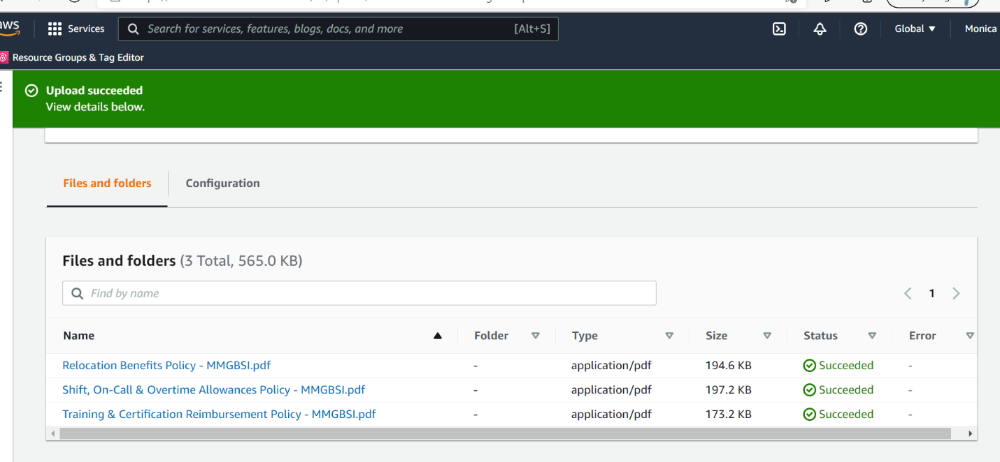 aws
Services
Search for services, features, blogs, docs, and more [Alt+S]
Global ▼
Monica
Resource Groups & Tag Editor
Upload succeeded
View details below.
Files and folders
Configuration
Files and folders (3 Total, 565.0 KB)
Find by name
1
Name Folder Type Size Status Error
Relocation Benefits Policy - MMGBSI.pdf - application/pdf 194.6 KB Succeeded -
Shift, On-Call & Overtime Allowances Policy - MMGBSI.pdf - application/pdf 197.2 KB Succeeded -
Training & Certification Reimbursement Policy - MMGBSI.pdf - application/pdf 173.2 KB Succeeded -